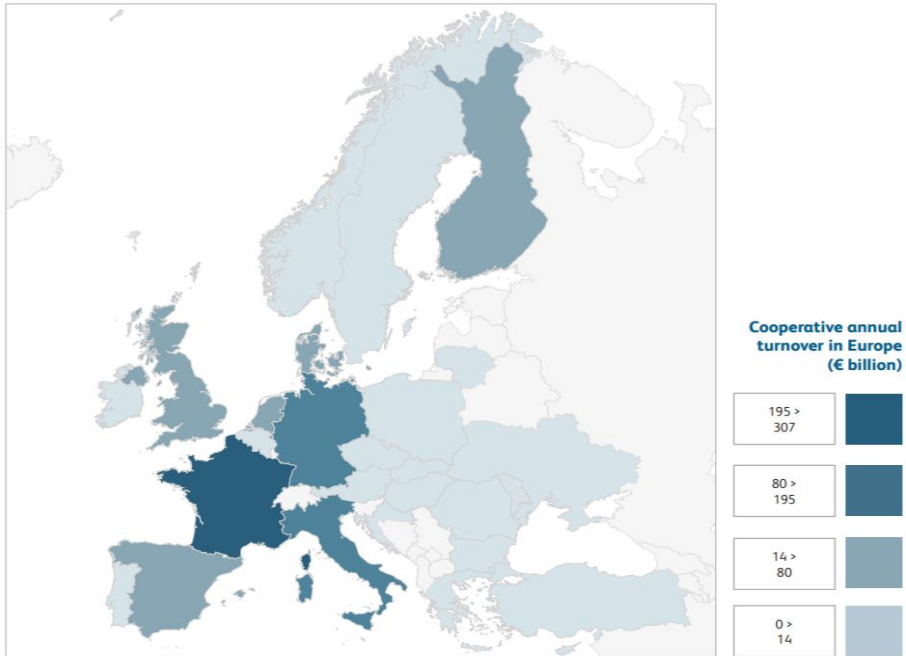 Cooperative annual
turnover in Europe
(€ billion)
195 >
307
80 >
195
14 >
80
0 >
14